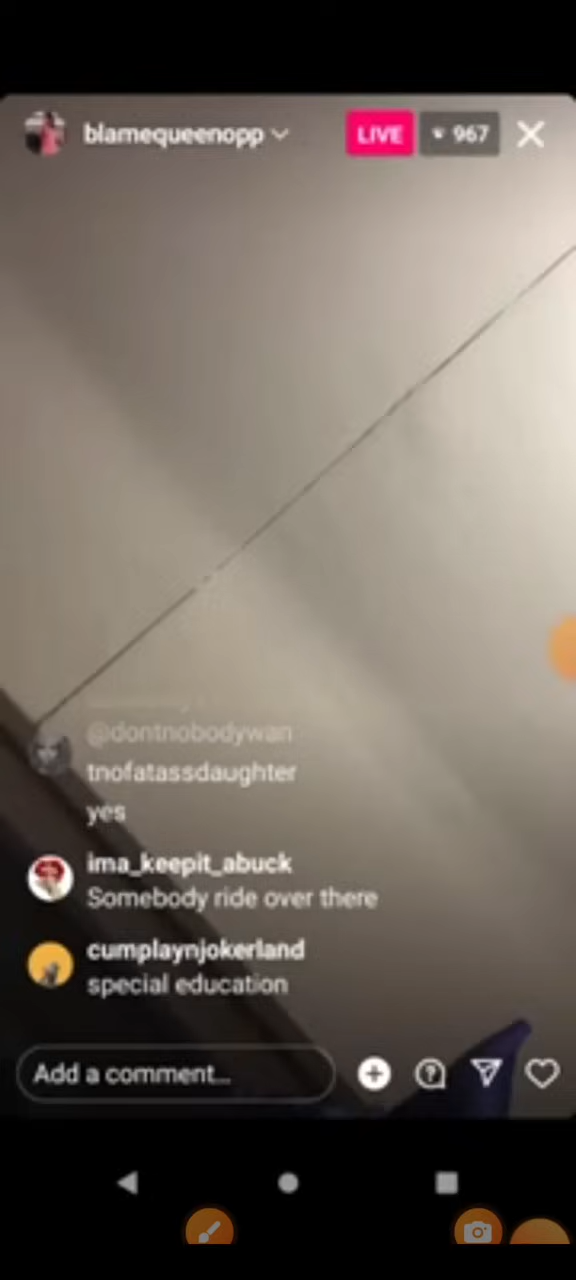 blamequeenopp
LIVE
967
@dontnobodywan
tnofatassdaughter
yes
ima_keepit_abuck
Somebody ride over there
cumplaynjokerland
special education
Add a comment...